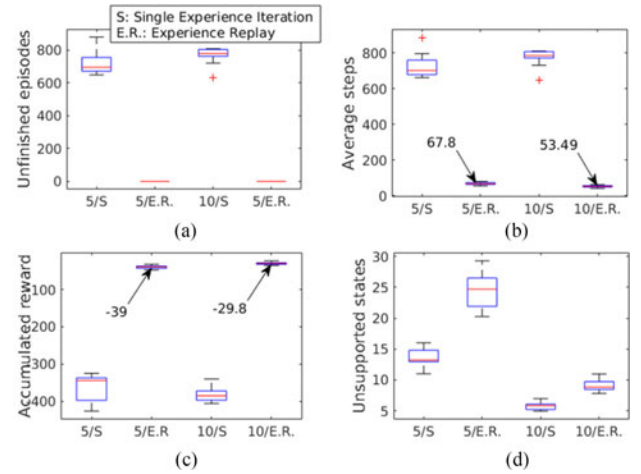 S: Single Experience Iteration
E.R.: Experience Replay
Unfinished episodes
800
600
400
200
0
5/S 5/E.R. 10/S 5/E.R.
(a)
Average steps
800
600
400
200
0
67.8
53.49
5/S 5/E.R. 10/S 10/E.R.
(b)
Accumulated reward
100
200
300
400
-39
-29.8
5/S 5/E.R 10/S 10/E.R.
(c)
Unsupported states
30
25
20
15
10
5
5/S 5/E.R. 10/S 10/E.R.
(d)